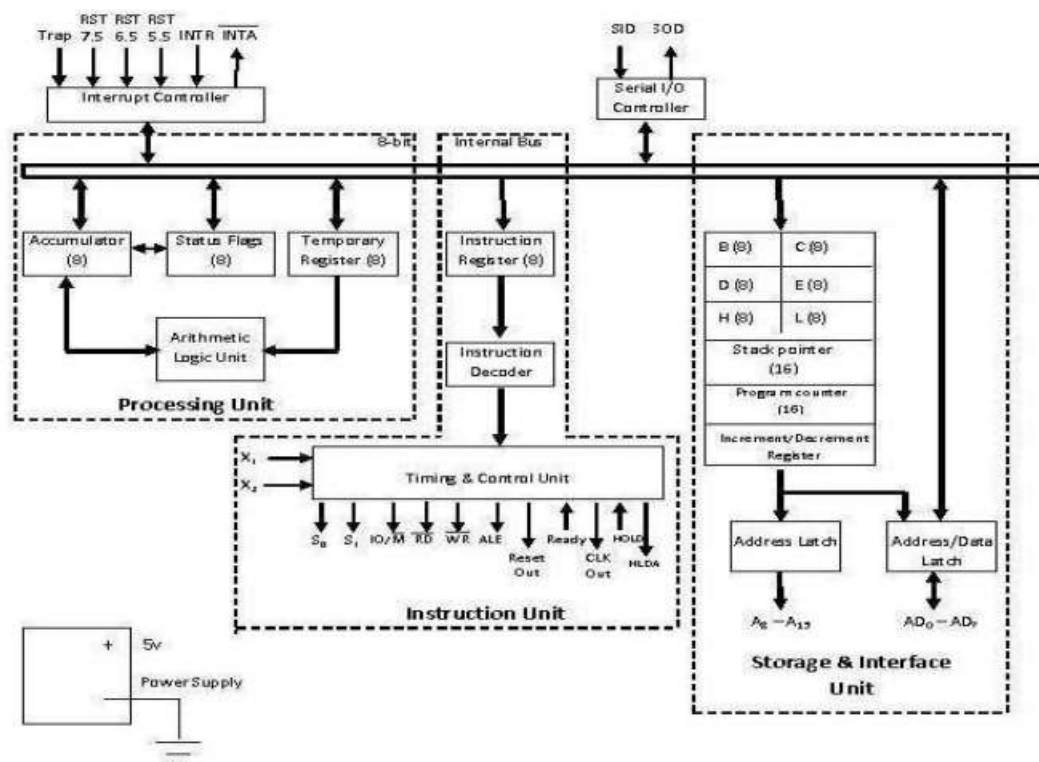 RST RST RST
Trap 7.5 6.5 5.5 INTR INTA
Interrupt Controller
SID SOD
Serial I/O
Controller
8-bit
Internal Bus
Accumulator
(8)
Status Flags
(8)
Temporary
Register (8)
Instruction
Register (8)
B (8) C (8)
D (8) E (8)
H (8) L (8)
Stack pointer
(16)
Program counter
(16)
Increment/Decrement
Register
Arithmetic
Logic Unit
Instruction
Decoder
Processing Unit
X₁
X₂
Timing & Control Unit
S₀ S₁ IO/M̅ R̅D̅ W̅R̅ ALE Reset Out Ready CLK Out HOLD HLDA
Instruction Unit
Address Latch
Address/Data
Latch
A₈ – A₁₅ AD₀ – AD₇
Storage & Interface
Unit
+ 5v
Power Supply